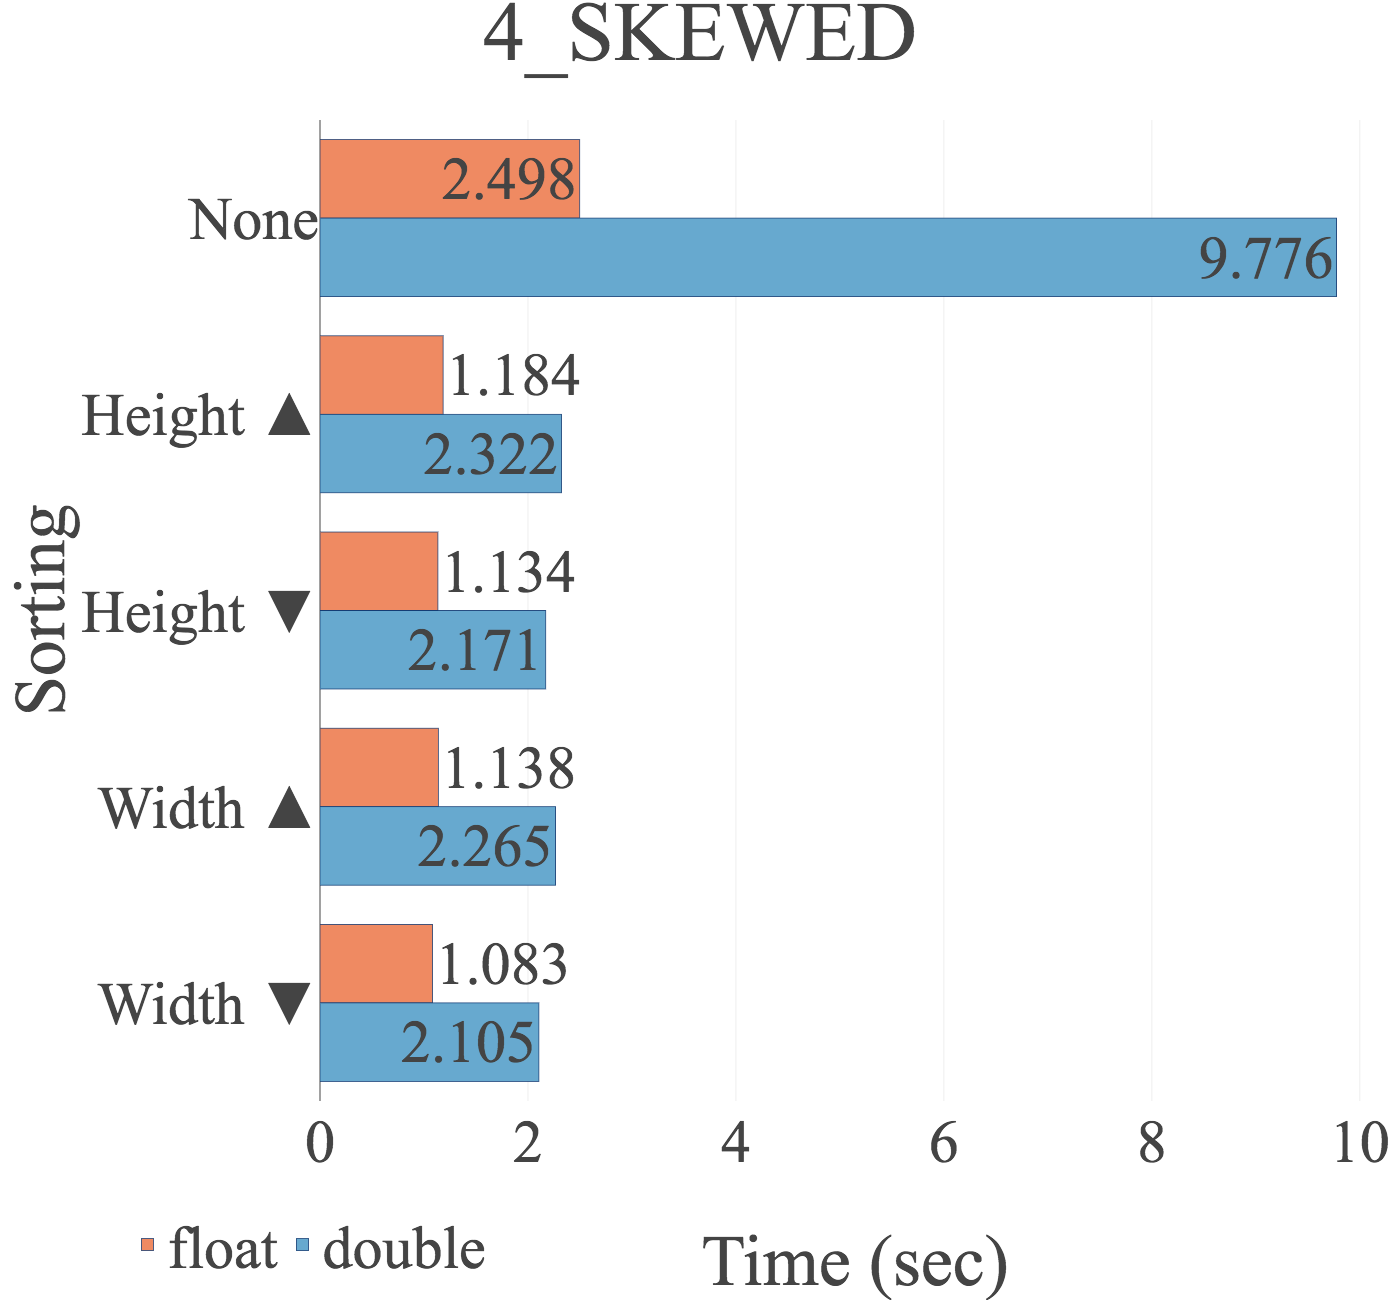 4_SKEWED
Sorting
None
2.498
9.776
Height ▲
1.184
2.322
Height ▼
1.134
2.171
Width ▲
1.138
2.265
Width ▼
1.083
2.105
0 2 4 6 8 10
float double
Time (sec)